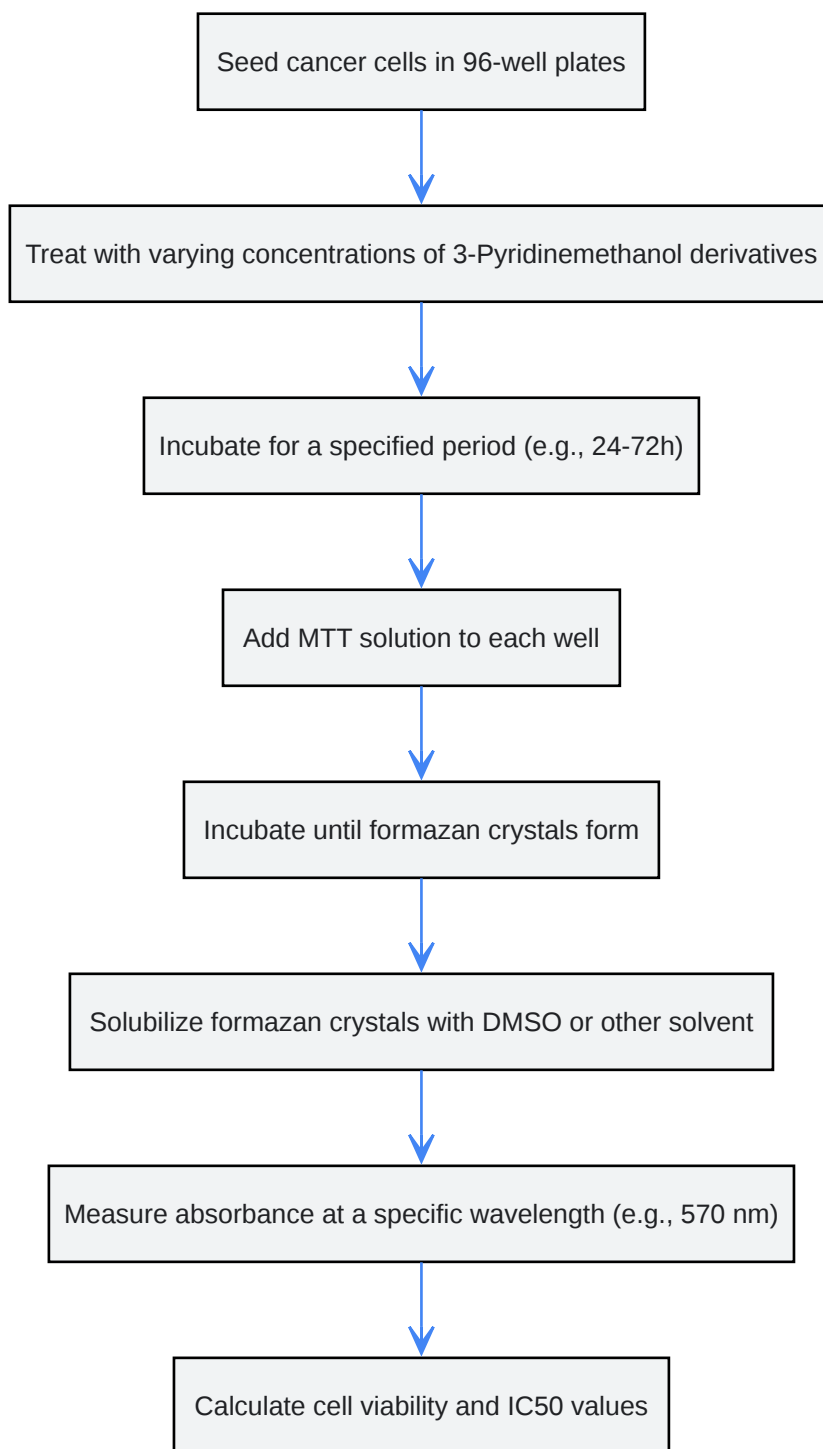 Seed cancer cells in 96-well plates
Treat with varying concentrations of 3-Pyridinemethanol derivatives
Incubate for a specified period (e.g., 24-72h)
Add MTT solution to each well
Incubate until formazan crystals form
Solubilize formazan crystals with DMSO or other solvent
Measure absorbance at a specific wavelength (e.g., 570 nm)
Calculate cell viability and IC50 values